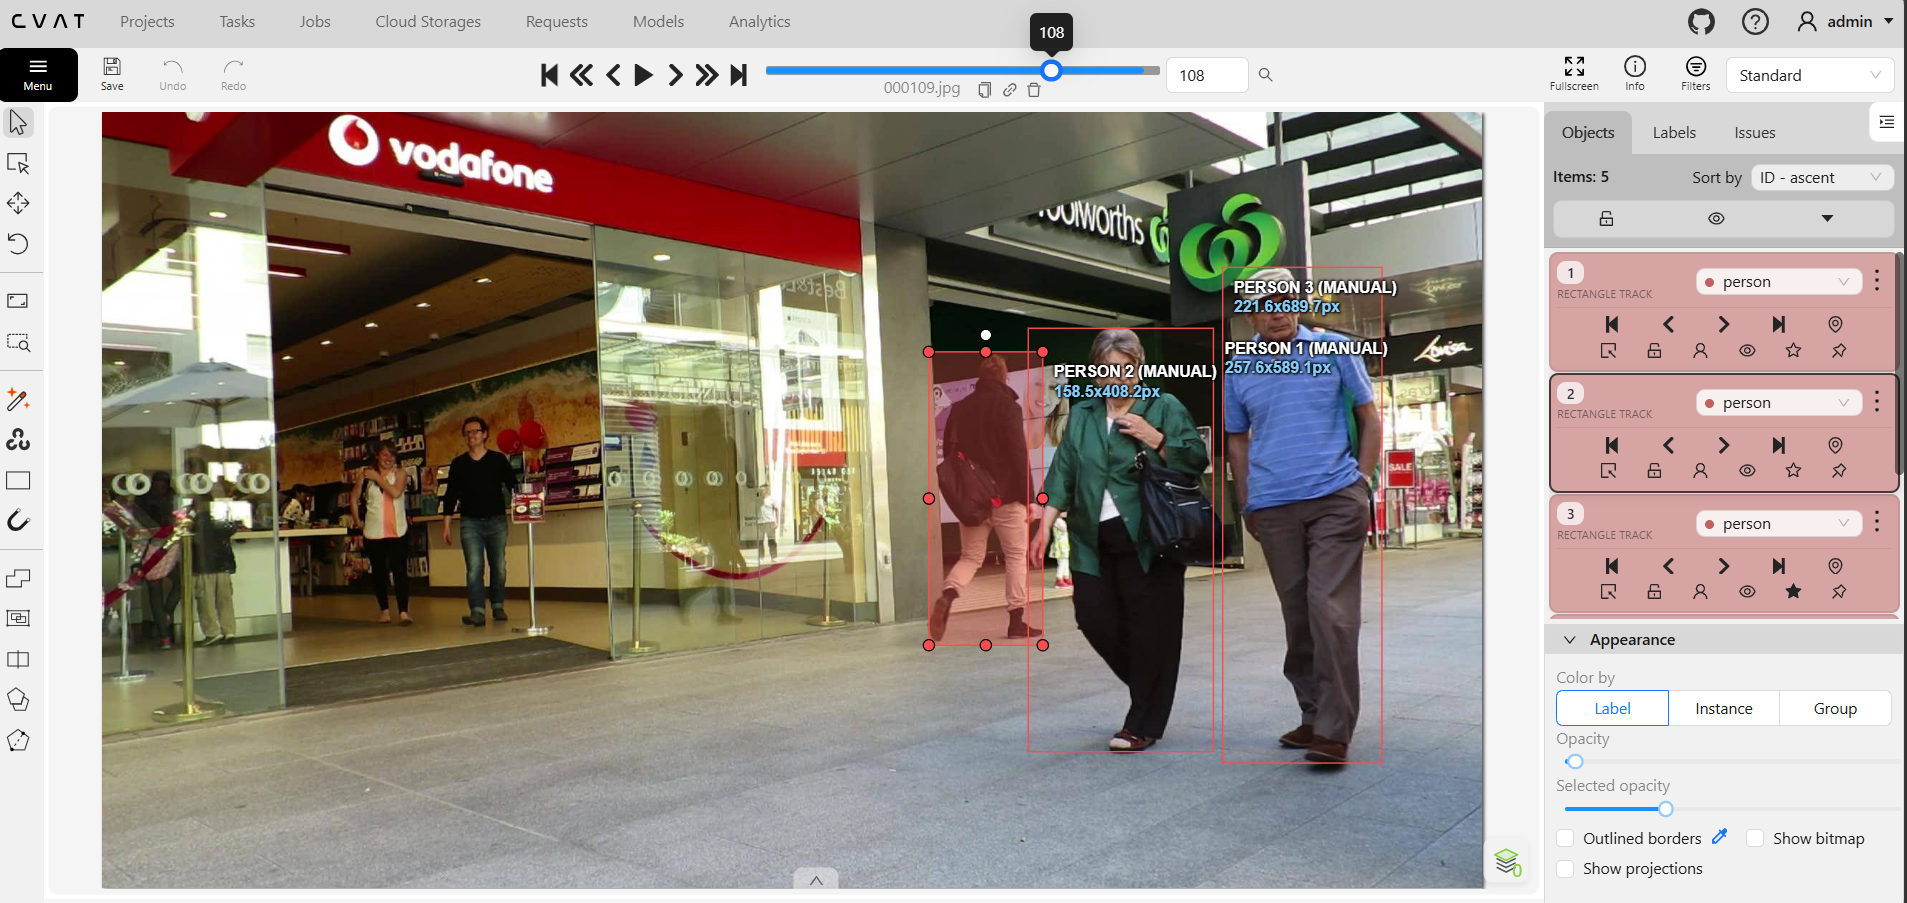 CVAT
Projects
Tasks
Jobs
Cloud Storages
Requests
Models
Analytics
admin
Menu
Save
Undo
Redo
108
000109.jpg
108
Fullscreen
Info
Filters
Standard
vodafone
oolworths
PERSON 3 (MANUAL)
221.6x689.7px
PERSON 1 (MANUAL)
257.6x589.1px
PERSON 2 (MANUAL)
158.5x408.2px
Lovisa
SALE
0
Objects
Labels
Issues
Items: 5
Sort by
ID - ascent
1
person
RECTANGLE TRACK
2
person
RECTANGLE TRACK
3
person
RECTANGLE TRACK
Appearance
Color by
Label
Instance
Group
Opacity
Selected opacity
Outlined borders
Show bitmap
Show projections